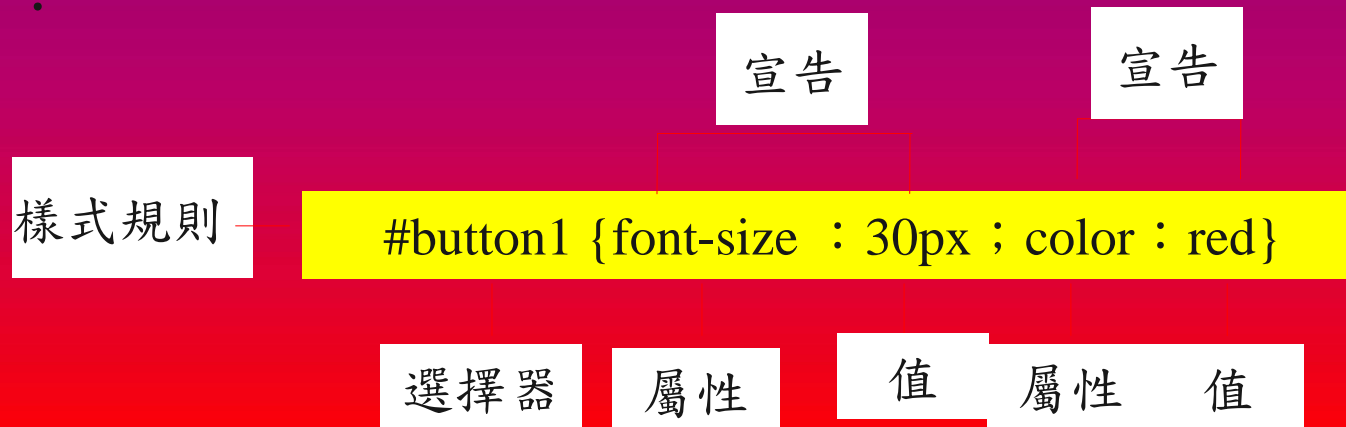 •
宣告
宣告
樣式規則
#button1 {font-size ：30px；color：red}
選擇器
屬性
值
屬性
值